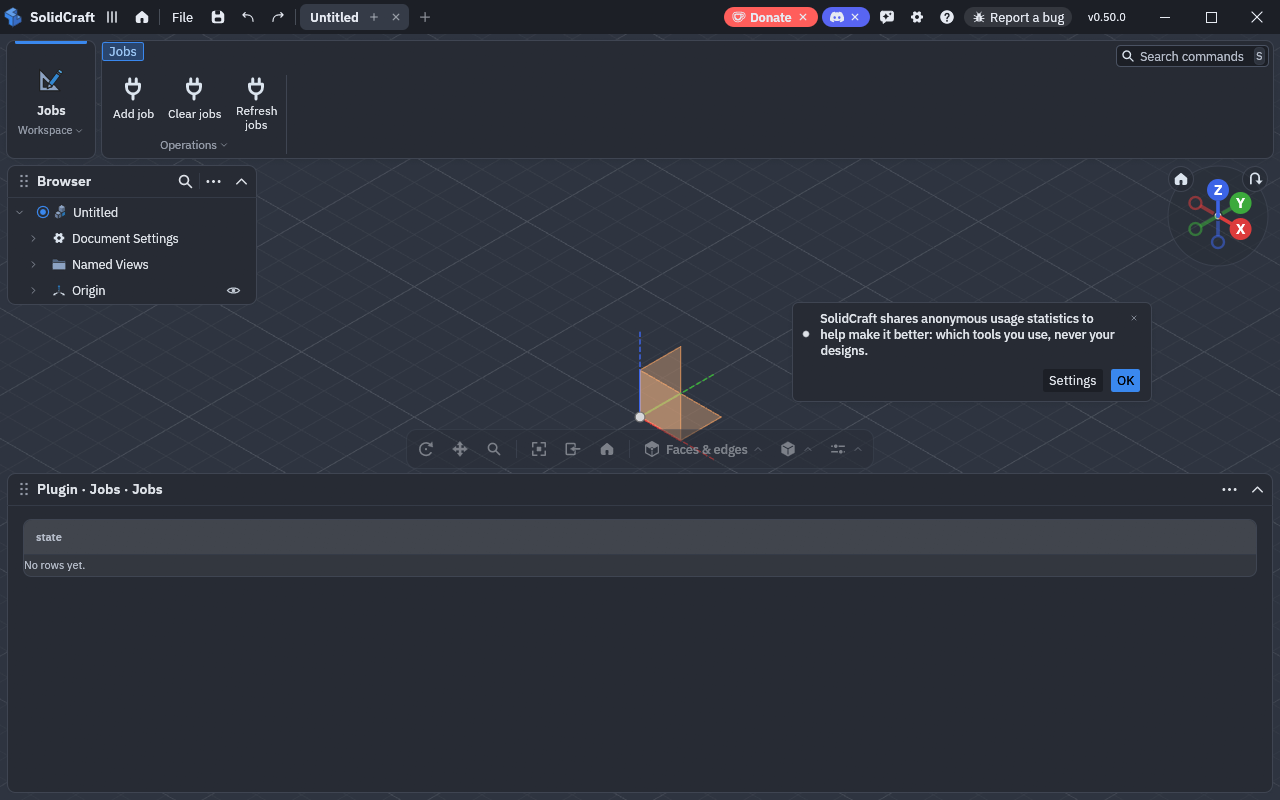 SolidCraft
File
Untitled
Donate
Report a bug
v0.50.0
Jobs
Workspace
Jobs
Add job
Clear jobs
Refresh
jobs
Operations
Search commands
S
Browser
Untitled
Document Settings
Named Views
Origin
Z
Y
X
SolidCraft shares anonymous usage statistics to
help make it better: which tools you use, never your
designs.
Settings
OK
Faces & edges
Plugin · Jobs · Jobs
state
No rows yet.